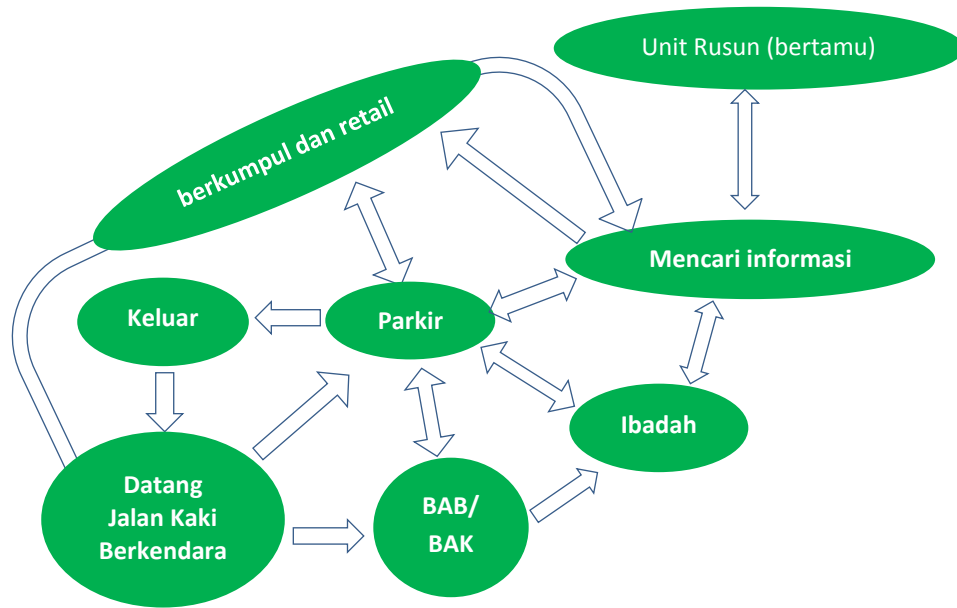 Unit Rusun (bertamu)
berkumpul dan retail
Mencari informasi
Keluar
Parkir
Ibadah
Datang
Jalan Kaki
Berkendara
BAB/
BAK